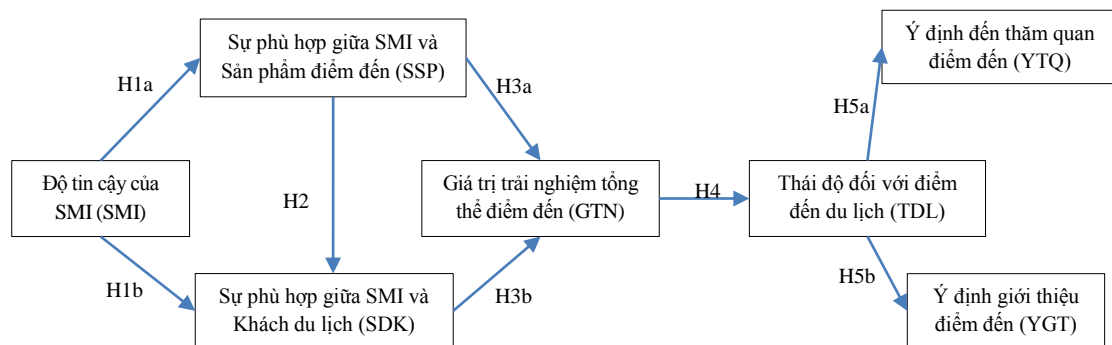 Sự phù hợp giữa SMI và
Sản phẩm điểm đến (SSP)
Ý định đến thăm quan
điểm đến (YTQ)
H1a
H3a
H5a
Độ tin cậy của
SMI (SMI)
H2
Giá trị trải nghiệm tổng
thể điểm đến (GTN)
H4
Thái độ đối với điểm
đến du lịch (TDL)
H1b
H3b
H5b
Sự phù hợp giữa SMI và
Khách du lịch (SDK)
Ý định giới thiệu
điểm đến (YGT)